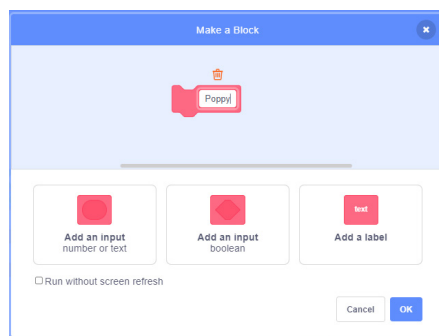 Make a Block
Poppy
text
Add an input
number or text
Add an input
boolean
Add a label
Run without screen refresh
Cancel
OK